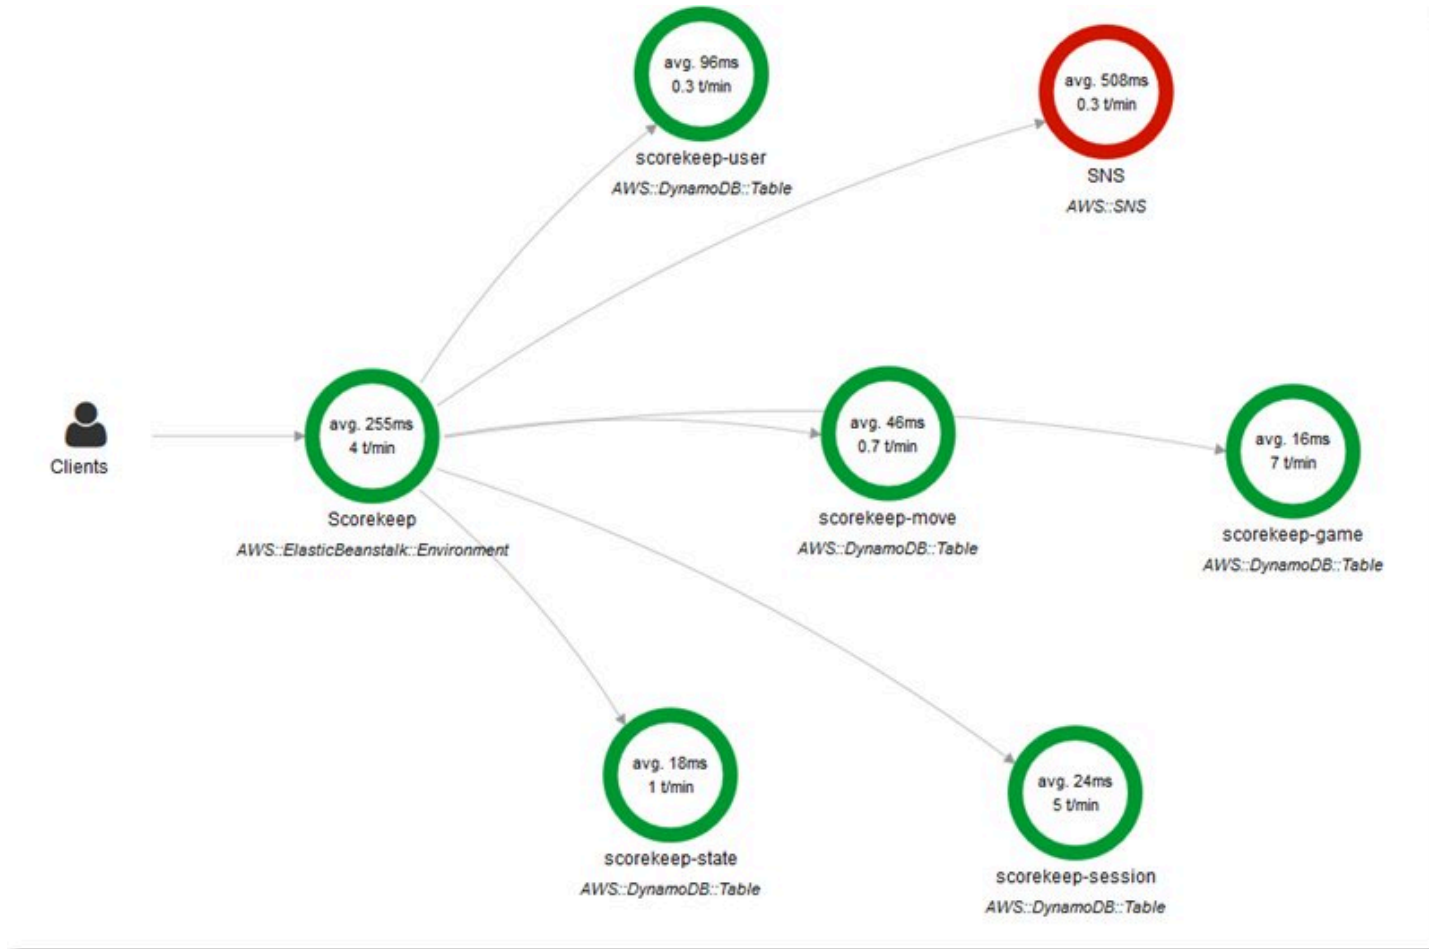 avg. 96ms
0.3 t/min
scorekeep-user
AWS::DynamoDB::Table
avg. 508ms
0.3 t/min
SNS
AWS::SNS
Clients
avg. 255ms
4 t/min
Scorekeep
AWS::ElasticBeanstalk::Environment
avg. 46ms
0.7 t/min
scorekeep-move
AWS::DynamoDB::Table
avg. 16ms
7 t/min
scorekeep-game
AWS::DynamoDB::Table
avg. 18ms
1 t/min
scorekeep-state
AWS::DynamoDB::Table
avg. 24ms
5 t/min
scorekeep-session
AWS::DynamoDB::Table